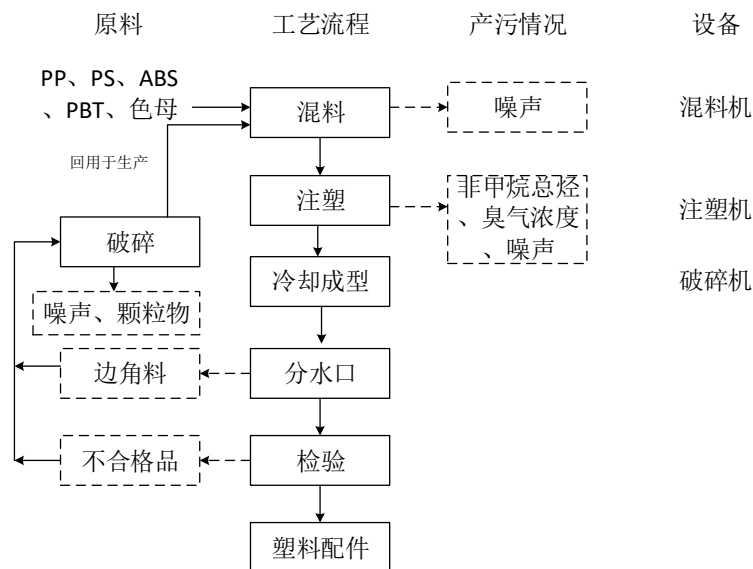 原料 工艺流程 产污情况 设备
PP、PS、ABS
、PBT、色母
混料
噪声
混料机
回用于生产
注塑
非甲烷总烃
、臭气浓度
、噪声
注塑机
破碎
冷却成型
破碎机
噪声、颗粒物
边角料
分水口
不合格品
检验
塑料配件